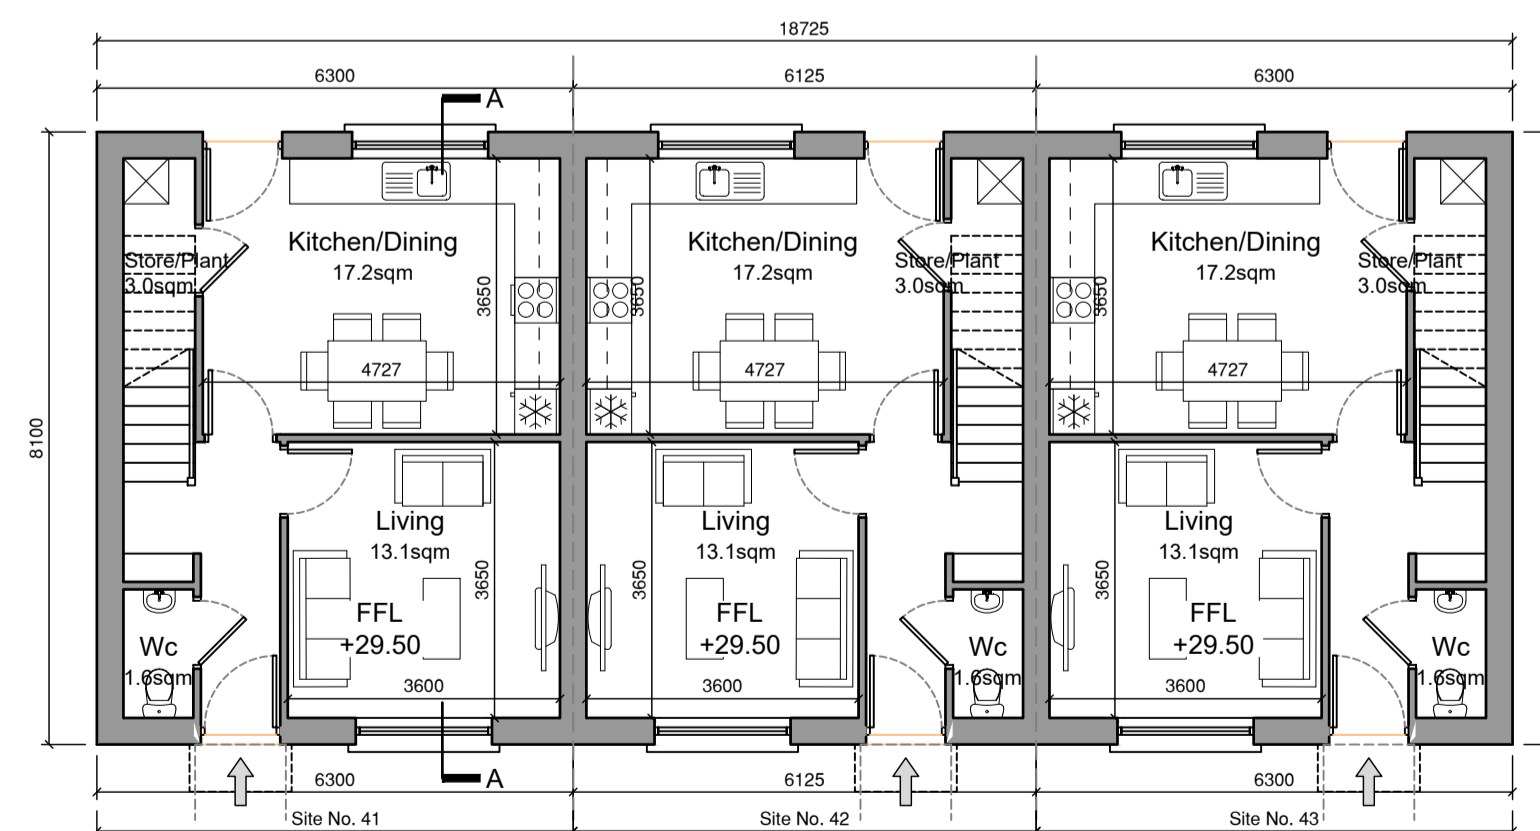 18725
6300 6125 6300
A
Kitchen/Dining Kitchen/Dining Kitchen/Dining
17.2sqm 17.2sqm 17.2sqm
Store/Plant Store/Plant Store/Plant
3.0sqm 3.0sqm 3.0sqm
3650 3650 3650
4727 4727 4727
8100
Living Living Living
13.1sqm 13.1sqm 13.1sqm
3650 3650 3650
FFL FFL FFL
+29.50 +29.50 +29.50
Wc Wc Wc
1.6sqm 1.6sqm 1.6sqm
3600 3600 3600
6300 A 6125 6300
Site No. 41 Site No. 42 Site No. 43